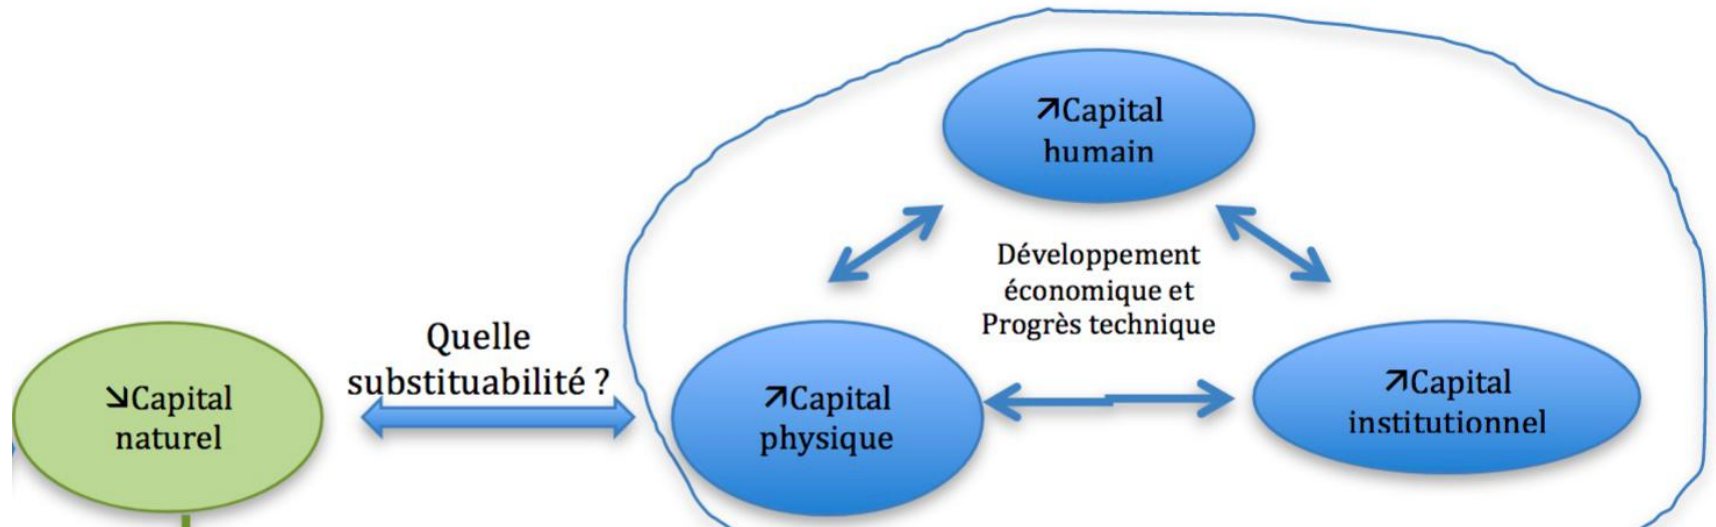 ↗Capital
humain
Développement
économique et
Progrès technique
Quelle
substituabilité ?
↘Capital
naturel
↗Capital
physique
↗Capital
institutionnel